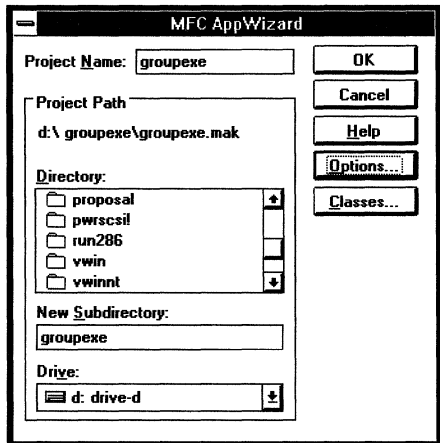 MFC AppWizard
Project Name: groupexe
OK
Cancel
Help
Options...
Classes...
Project Path
d:\ groupexe\groupexe.mak
Directory:
proposal
pwrscsi!
run286
vwin
vwinnt
New Subdirectory:
groupexe
Drive:
d: drive-d